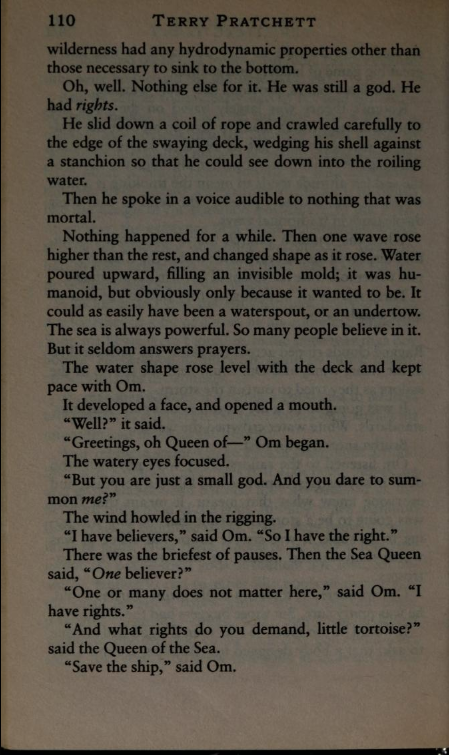 110 TERRY PRATCHETT
wilderness had any hydrodynamic properties other than
those necessary to sink to the bottom.
Oh, well. Nothing else for it. He was still a god. He
had rights.
He slid down a coil of rope and crawled carefully to
the edge of the swaying deck, wedging his shell against
a stanchion so that he could see down into the roiling
water.
Then he spoke in a voice audible to nothing that was
mortal.
Nothing happened for a while. Then one wave rose
higher than the rest, and changed shape as it rose. Water
poured upward, filling an invisible mold; it was hu-
manoid, but obviously only because it wanted to be. It
could as easily have been a waterspout, or an undertow.
The sea is always powerful. So many people believe in it.
But it seldom answers prayers.
The water shape rose level with the deck and kept
pace with Om.
It developed a face, and opened a mouth.
“Well?” it said.
“Greetings, oh Queen of—” Om began.
The watery eyes focused.
“But you are just a small god. And you dare to sum-
mon me?”
The wind howled in the rigging.
“I have believers,” said Om. “So I have the right.”
There was the briefest of pauses. Then the Sea Queen
said, “One believer?”
“One or many does not matter here,” said Om. “I
have rights.”
“And what rights do you demand, little tortoise?”
said the Queen of the Sea.
“Save the ship,” said Om.